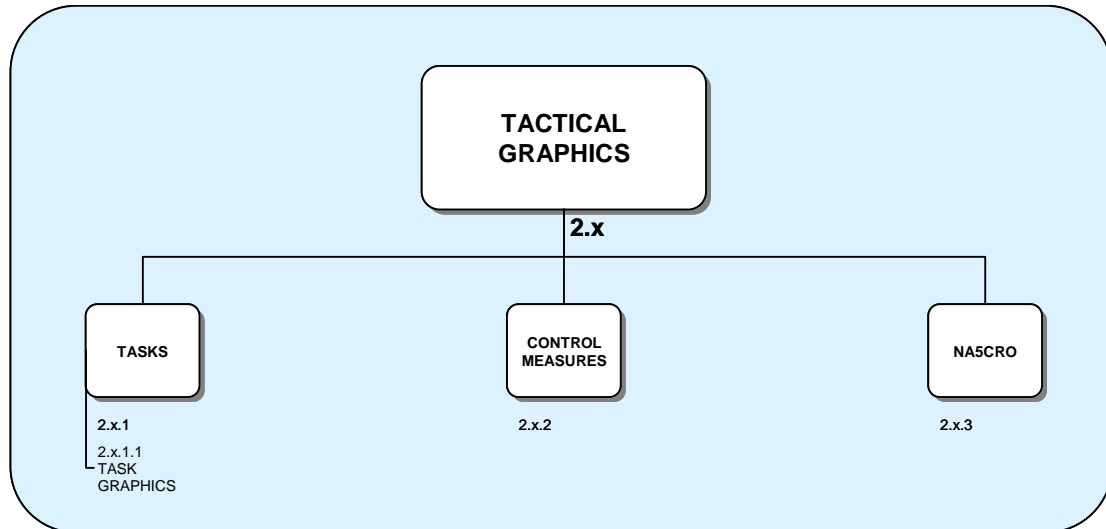 TACTICAL
GRAPHICS
2.x
TASKS
CONTROL
MEASURES
NA5CRO
2.x.1
2.x.2
2.x.3
2.x.1.1
TASK
GRAPHICS